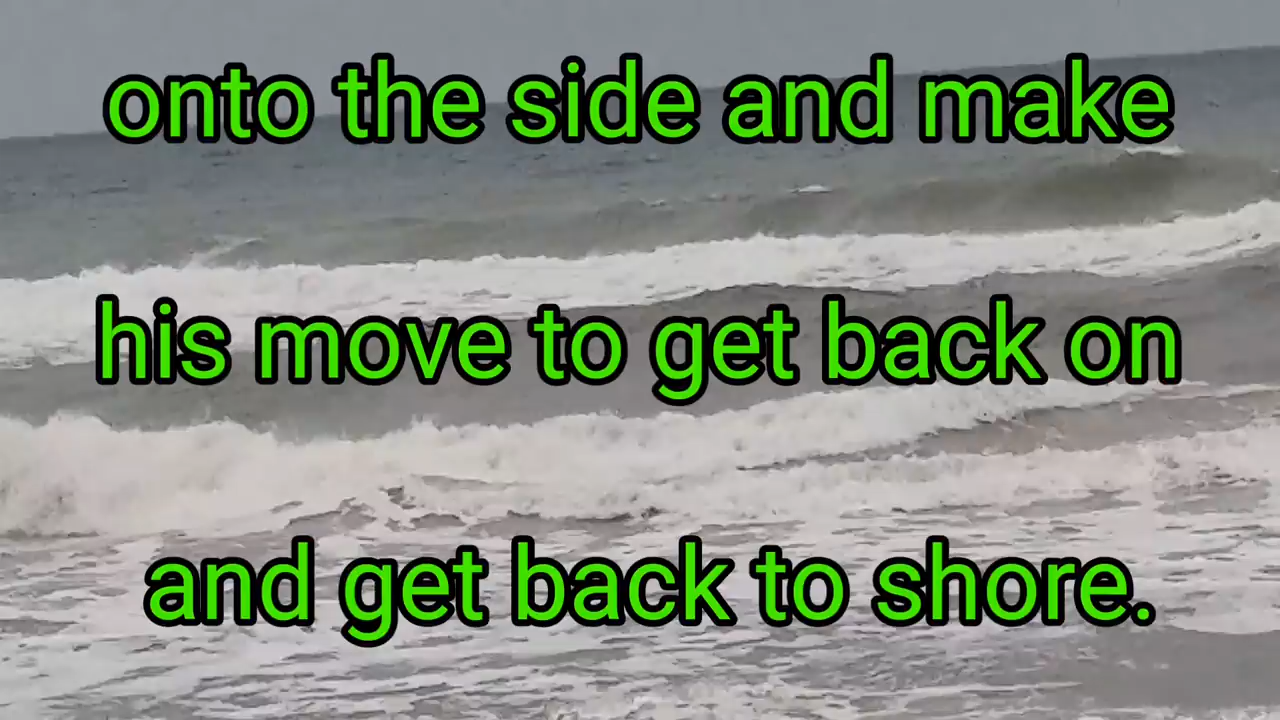 onto the side and make
his move to get back on
and get back to shore.